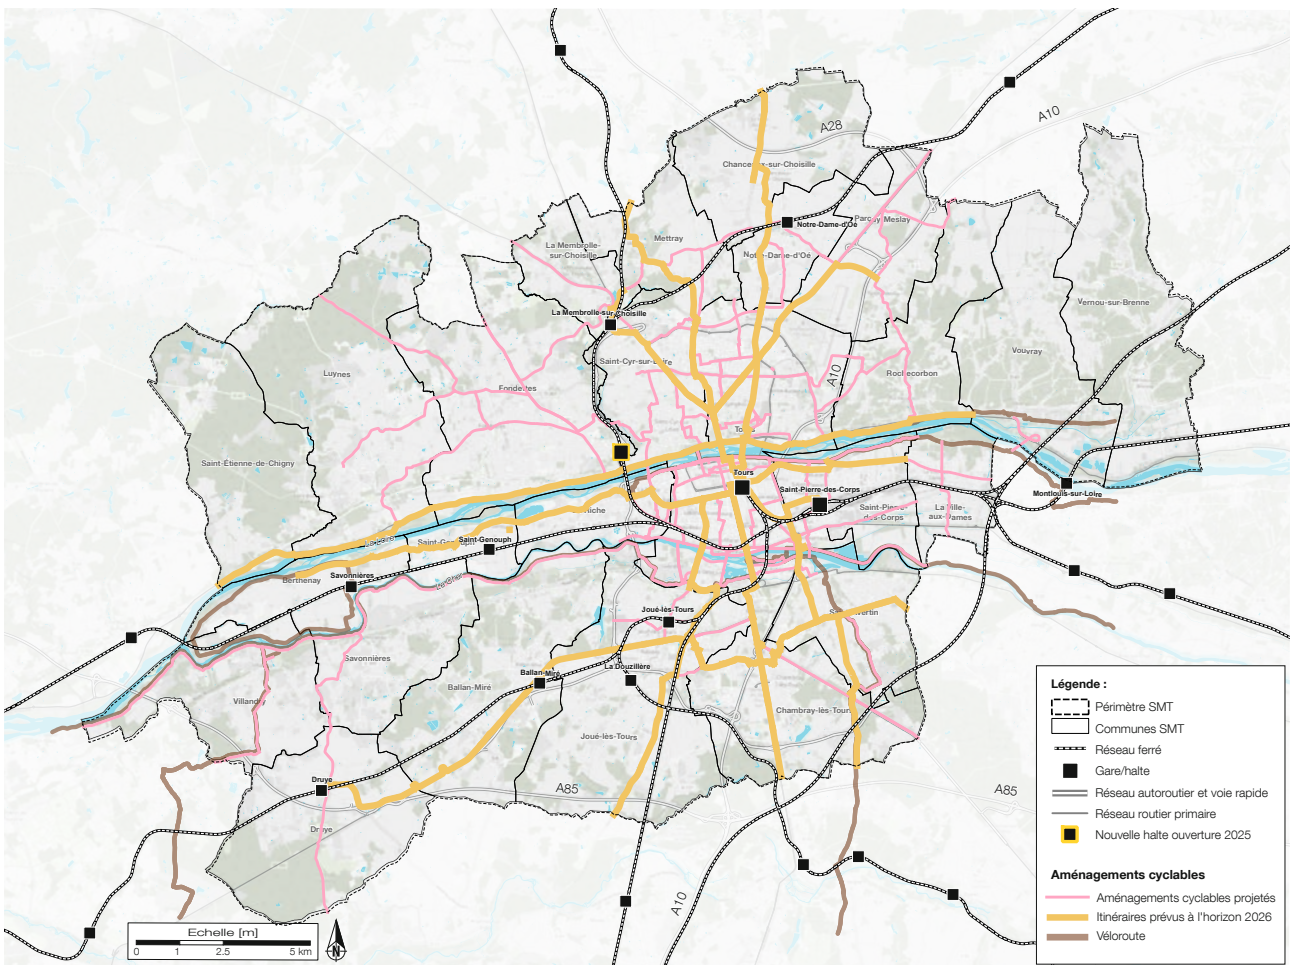 A28
A10
Chanceaux-sur-Choisille
Notre-Dame-d'Oé
Parçay Meslay
La Membrolle-
sur-Choisille
Mettray
Notre-Dame-d'Oé
Vernou-sur-Brenne
La Membrolle-sur-Choisille
Saint-Cyr-sur-Loire
Vouvray
Luynes
A10
Rochecorbon
Fondettes
Tours
Saint-Étienne-de-Chigny
Tours
Saint-Pierre-des-Corps
Montlouis-sur-Loire
Saint-Pierre-
des-Corps
La Ville-
aux-Dames
La Loire
Saint-Genouph
Saint-Genouph
Berthenay
Savonnières
Le Cher
Joué-lès-Tours
Savonnières
La Douzillère
Ballan-Miré
Ballan-Miré
Villandry
Chambray-lès-Tours
Joué-lès-Tours
Druye
A85
A85
Druye
A10
Légende :
Périmètre SMT
Communes SMT
Réseau ferré
Gare/halte
Réseau autoroutier et voie rapide
Réseau routier primaire
Nouvelle halte ouverture 2025
Aménagements cyclables
Aménagements cyclables projetés
Itinéraires prévus à l'horizon 2026
Véloroute
Echelle [m]
0 1 2.5 5 km
N